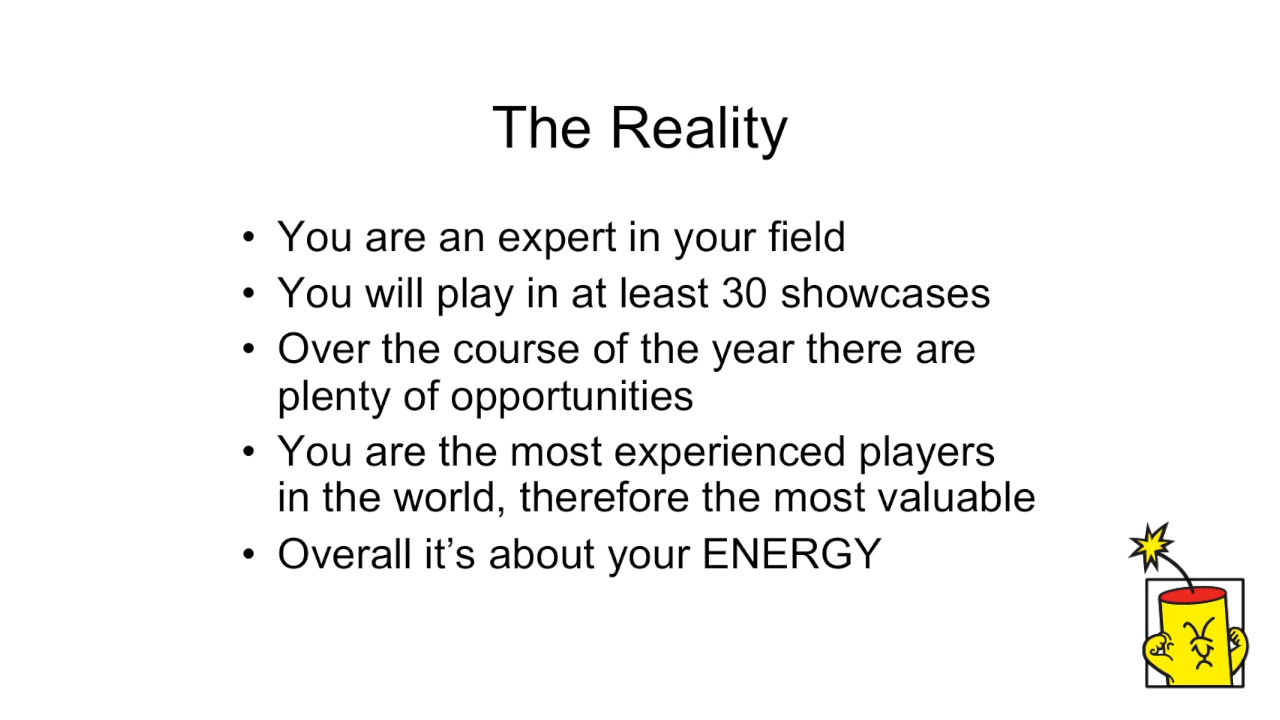 The Reality
• You are an expert in your field
• You will play in at least 30 showcases
• Over the course of the year there are
plenty of opportunities
• You are the most experienced players
in the world, therefore the most valuable
• Overall it’s about your ENERGY